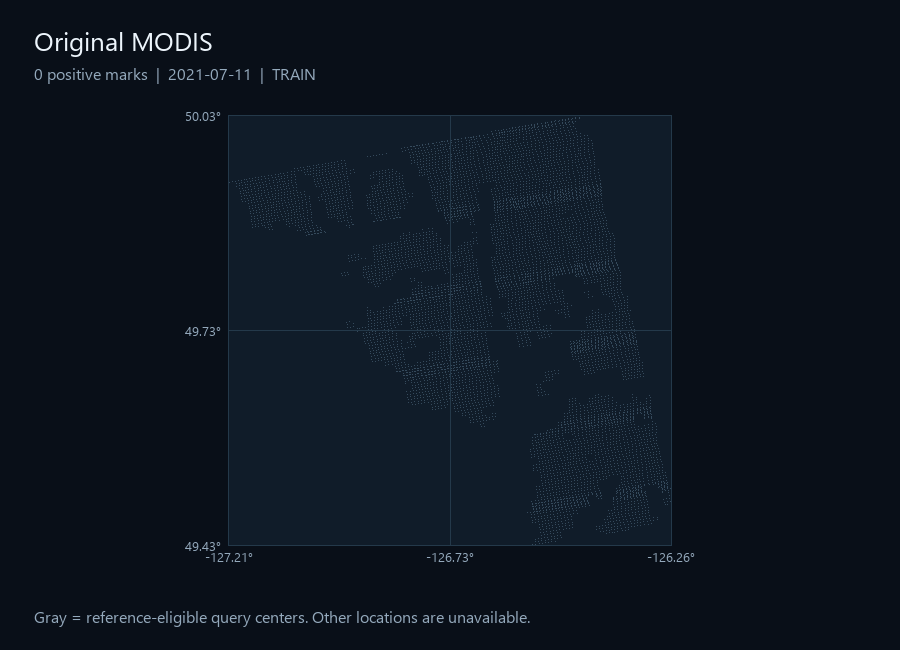 Original MODIS
0 positive marks | 2021-07-11 | TRAIN
50.03°
49.73°
49.43°
-127.21° -126.73° -126.26°
Gray = reference-eligible query centers. Other locations are unavailable.